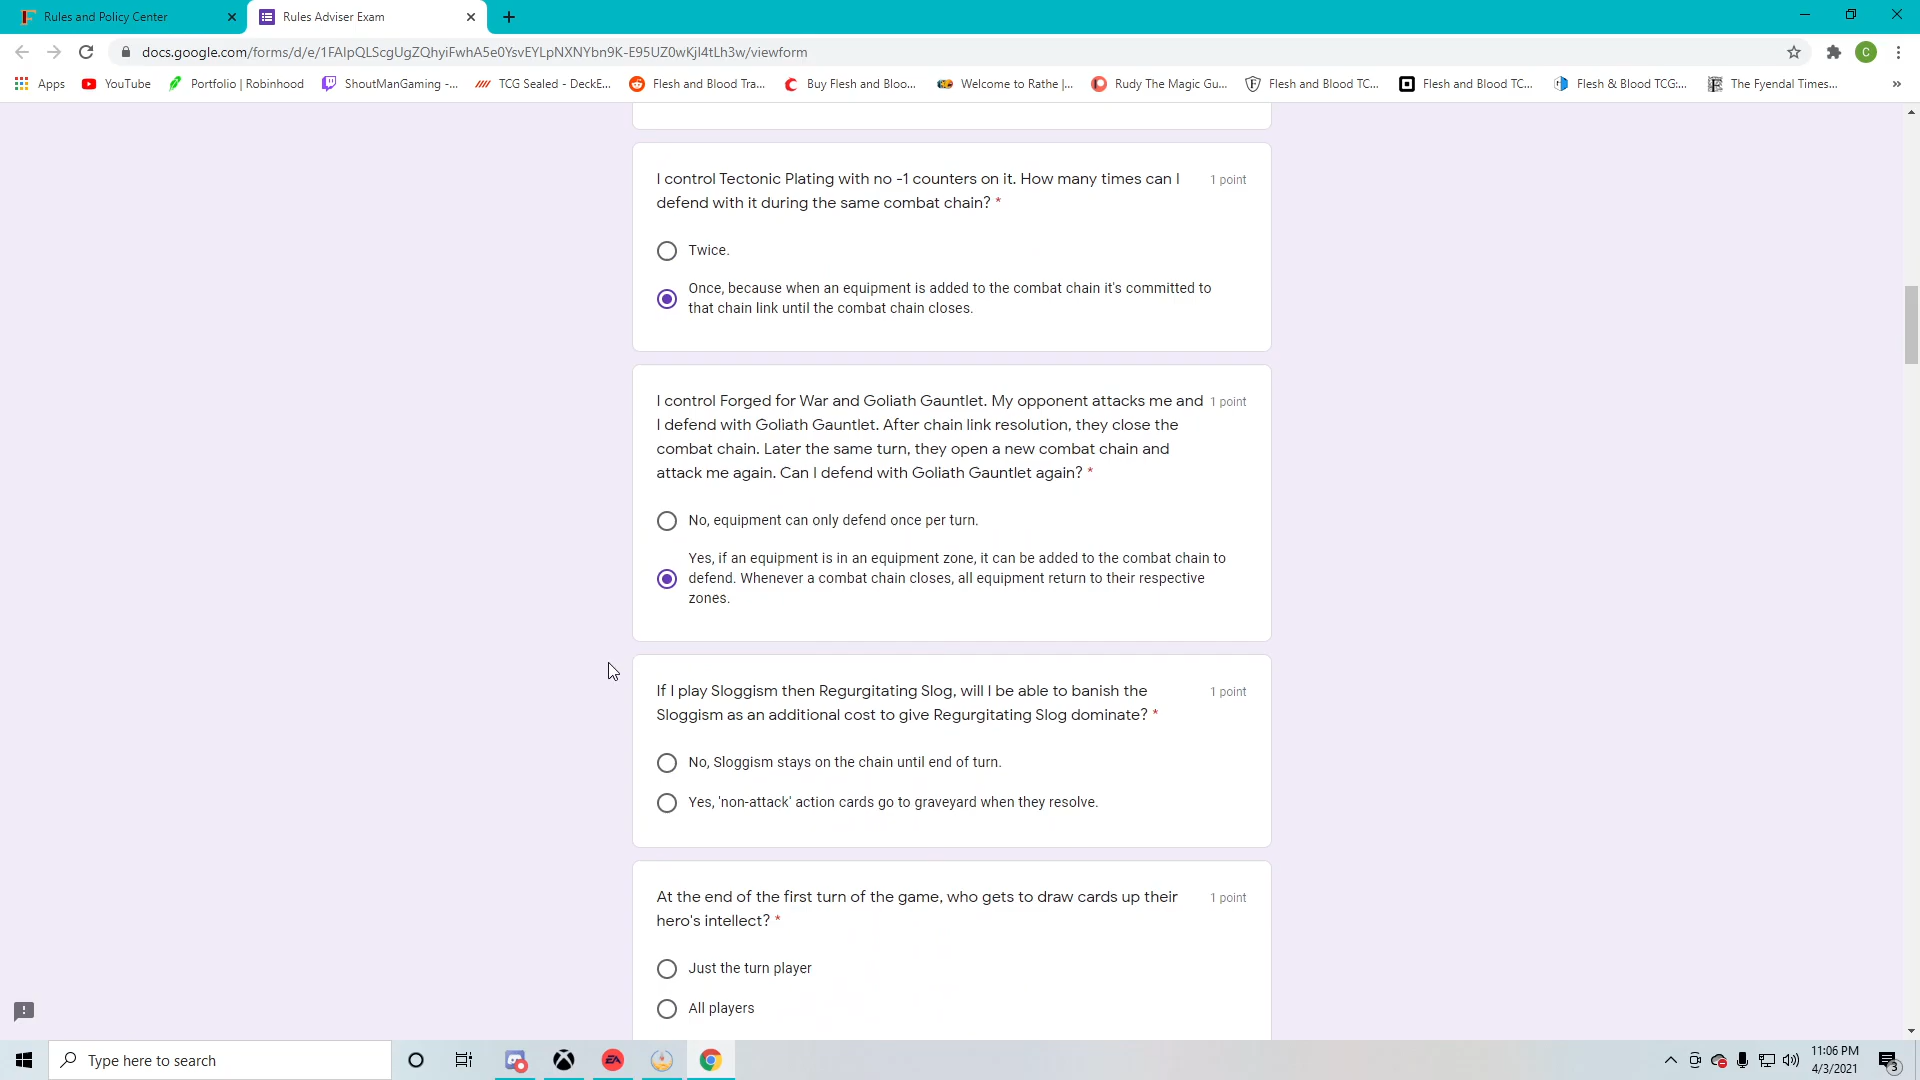 Rules and Policy Center
Rules Adviser Exam
docs.google.com/forms/d/e/1FAIpQLScgUgZQhyiFwhA5e0YsvEYLpNXNYbn9K-E95UZ0wKjI4tLh3w/viewform
C
Apps
YouTube
Portfolio | Robinhood
ShoutManGaming -...
TCG Sealed - DeckE...
Flesh and Blood Tra...
Buy Flesh and Bloo...
Welcome to Rathe |...
Rudy The Magic Gu...
Flesh and Blood TC...
Flesh and Blood TC...
Flesh & Blood TCG:...
The Fyendal Times...
»
I control Tectonic Plating with no -1 counters on it. How many times can I
1 point
defend with it during the same combat chain? *
Twice.
Once, because when an equipment is added to the combat chain it's committed to
that chain link until the combat chain closes.
I control Forged for War and Goliath Gauntlet. My opponent attacks me and
1 point
I defend with Goliath Gauntlet. After chain link resolution, they close the
combat chain. Later the same turn, they open a new combat chain and
attack me again. Can I defend with Goliath Gauntlet again? *
No, equipment can only defend once per turn.
Yes, if an equipment is in an equipment zone, it can be added to the combat chain to
defend. Whenever a combat chain closes, all equipment return to their respective
zones.
If I play Sloggism then Regurgitating Slog, will I be able to banish the
1 point
Sloggism as an additional cost to give Regurgitating Slog dominate? *
No, Sloggism stays on the chain until end of turn.
Yes, 'non-attack' action cards go to graveyard when they resolve.
At the end of the first turn of the game, who gets to draw cards up their
1 point
hero's intellect? *
Just the turn player
All players
Type here to search
EA
11:06 PM
4/3/2021
3